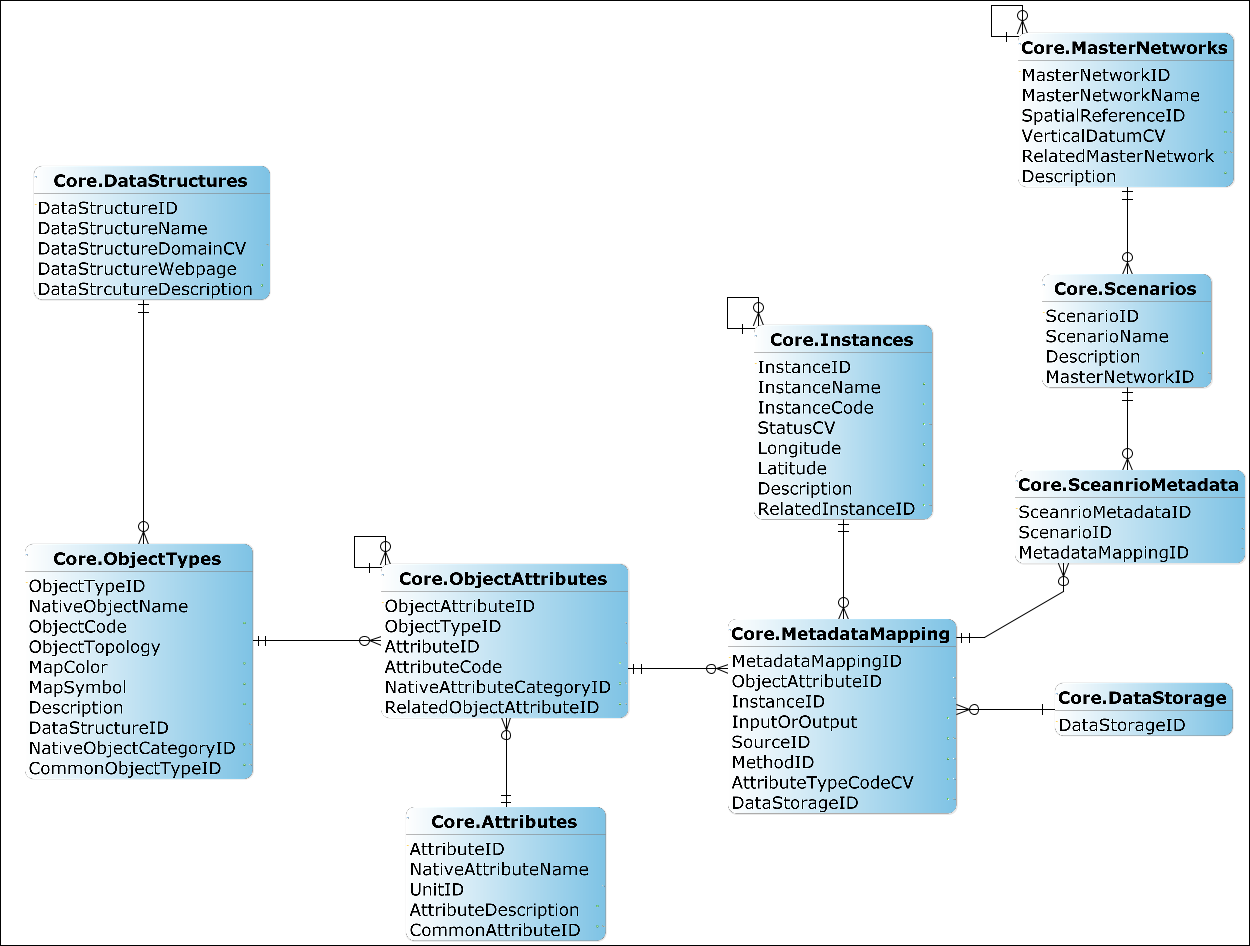 Core.MasterNetworks
MasterNetworkID
MasterNetworkName
SpatialReferenceID
VerticalDatumCV
RelatedMasterNetwork
Description
Core.DataStructures
DataStructureID
DataStructureName
DataStructureDomainCV
DataStructureWebpage
DataStrcutureDescription
Core.Scenarios
ScenarioID
ScenarioName
Description
MasterNetworkID
Core.Instances
InstanceID
InstanceName
InstanceCode
StatusCV
Longitude
Latitude
Description
RelatedInstanceID
Core.SceanrioMetadata
SceanrioMetadataID
ScenarioID
MetadataMappingID
Core.ObjectTypes
ObjectTypeID
NativeObjectName
ObjectCode
ObjectTopology
MapColor
MapSymbol
Description
DataStructureID
NativeObjectCategoryID
CommonObjectTypeID
Core.ObjectAttributes
ObjectAttributeID
ObjectTypeID
AttributeID
AttributeCode
NativeAttributeCategoryID
RelatedObjectAttributeID
Core.MetadataMapping
MetadataMappingID
ObjectAttributeID
InstanceID
InputOrOutput
SourceID
MethodID
AttributeTypeCodeCV
DataStorageID
Core.DataStorage
DataStorageID
Core.Attributes
AttributeID
NativeAttributeName
UnitID
AttributeDescription
CommonAttributeID